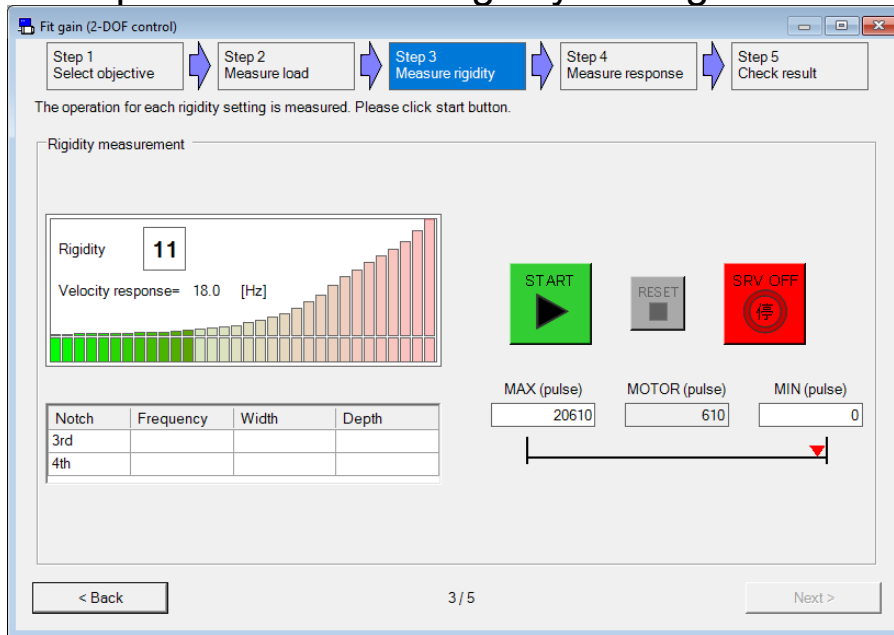 Fit gain (2-DOF control)
Step 1
Select objective
Step 2
Measure load
Step 3
Measure rigidity
Step 4
Measure response
Step 5
Check result
The operation for each rigidity setting is measured. Please click start button.
Rigidity measurement
Rigidity 11
Velocity response= 18.0 [Hz]
START
RESET
SRV OFF
停
MAX (pulse) MOTOR (pulse) MIN (pulse)
20610 610 0
Notch Frequency Width Depth
3rd
4th
< Back
3 / 5
Next >